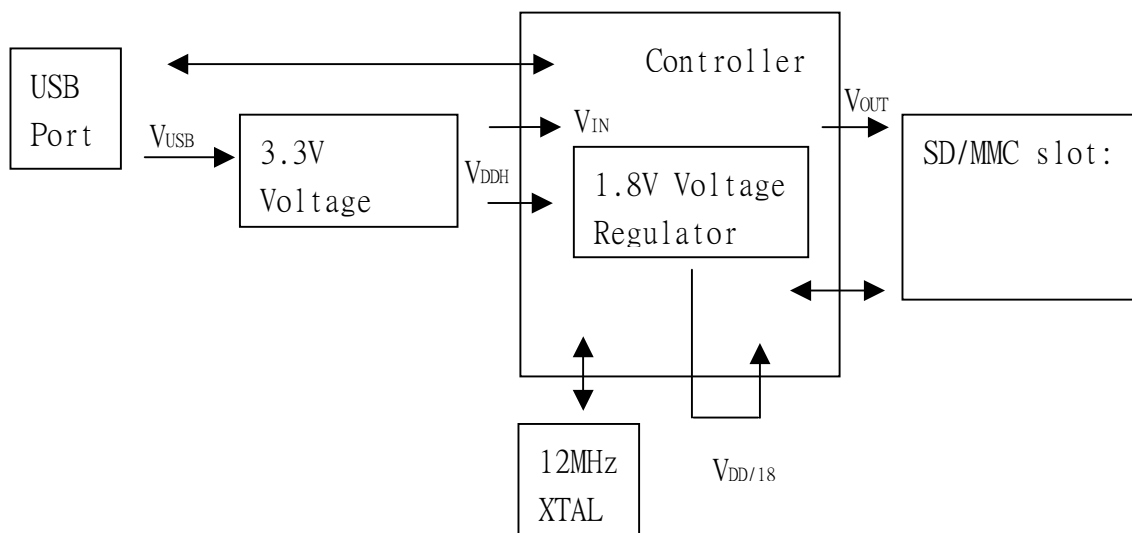 USB
Port
VUSB
3.3V
Voltage
VDDH
Controller
VIN
1.8V Voltage
Regulator
VOUT
SD/MMC slot:
12MHz
XTAL
VDD/18